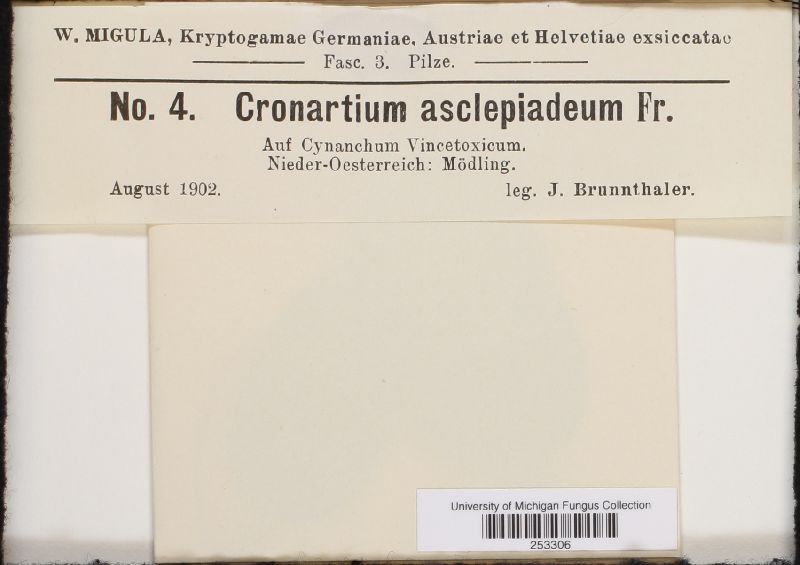 W. MIGULA, Kryptogamae Germaniae, Austriae et Helvetiae exsiccatae
Fasc. 3. Pilze.
No. 4. Cronartium asclepiadeum Fr.
Auf Cynanchum Vincetoxicum.
Nieder-Oesterreich: Mödling.
August 1902. leg. J. Brunnthaler.
University of Michigan Fungus Collection
253306